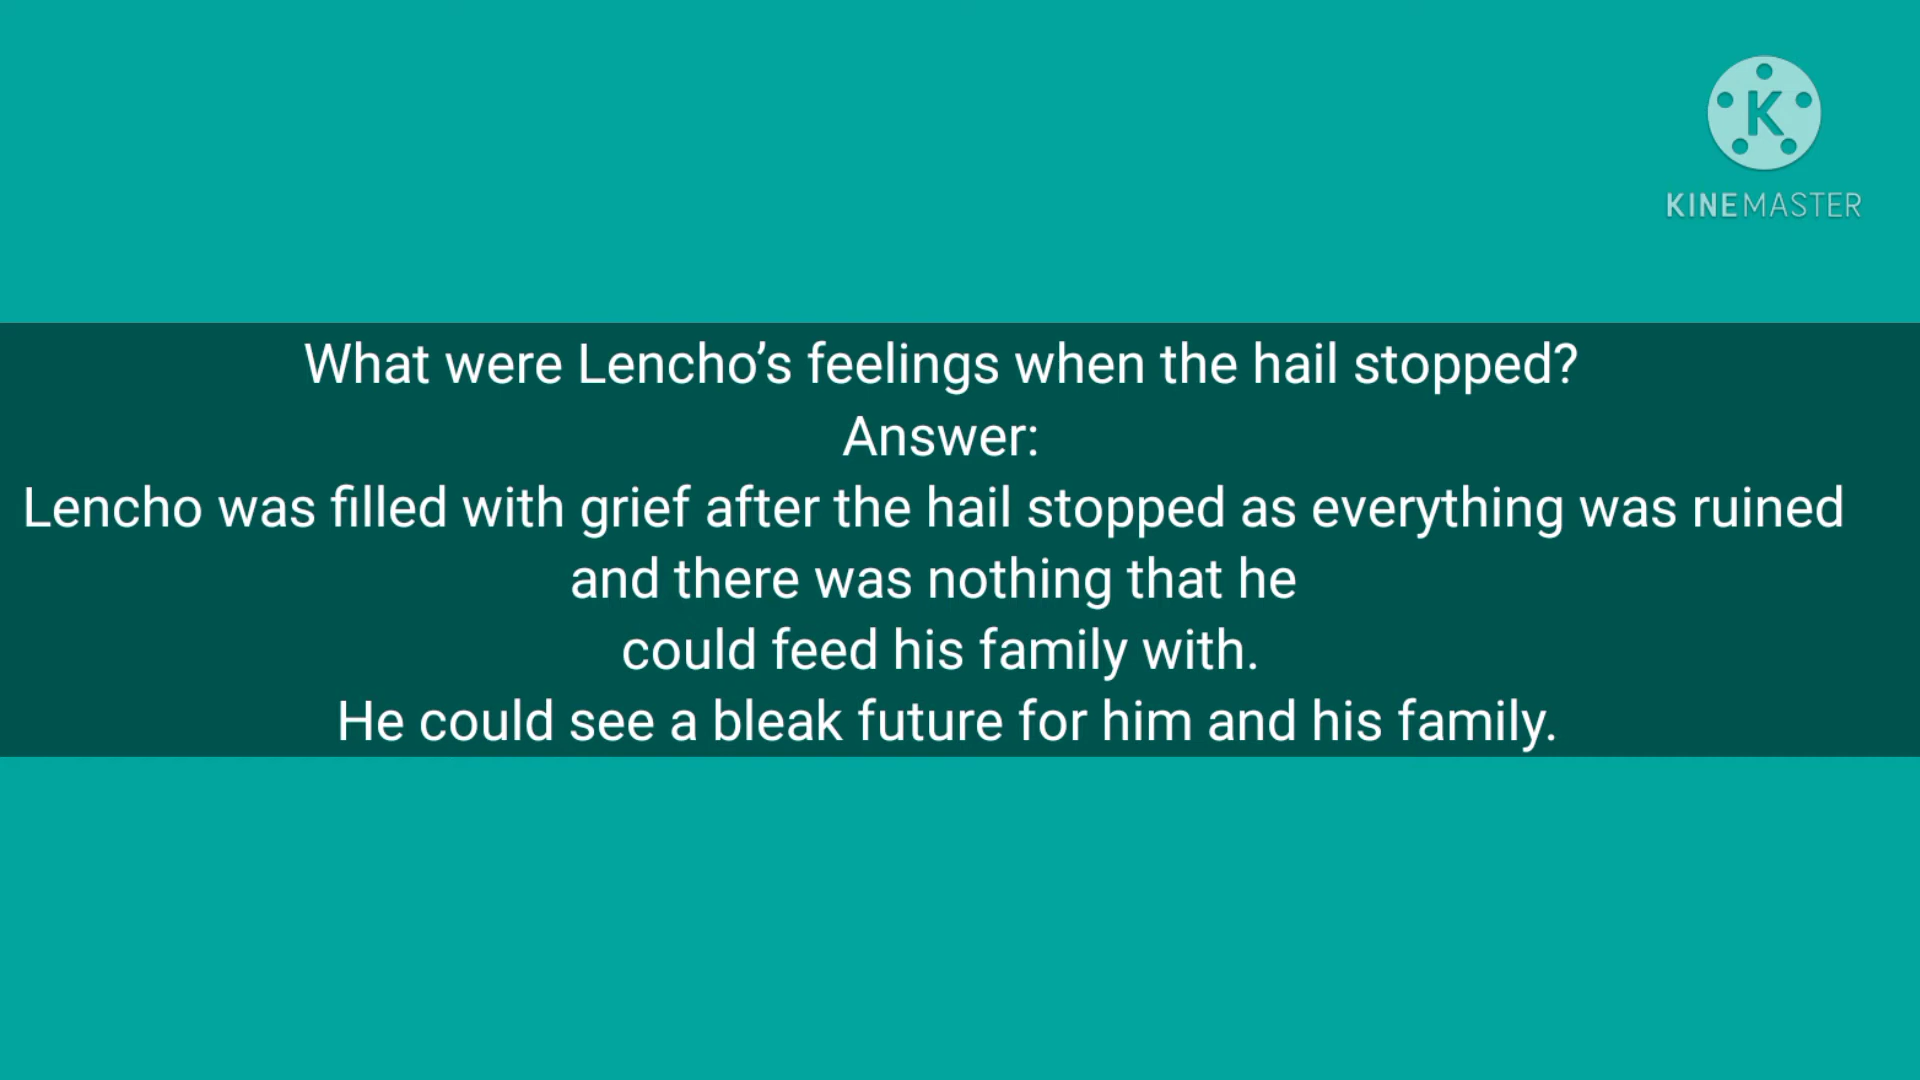 K
KINEMASTER
What were Lencho’s feelings when the hail stopped?
Answer:
Lencho was filled with grief after the hail stopped as everything was ruined
and there was nothing that he
could feed his family with.
He could see a bleak future for him and his family.